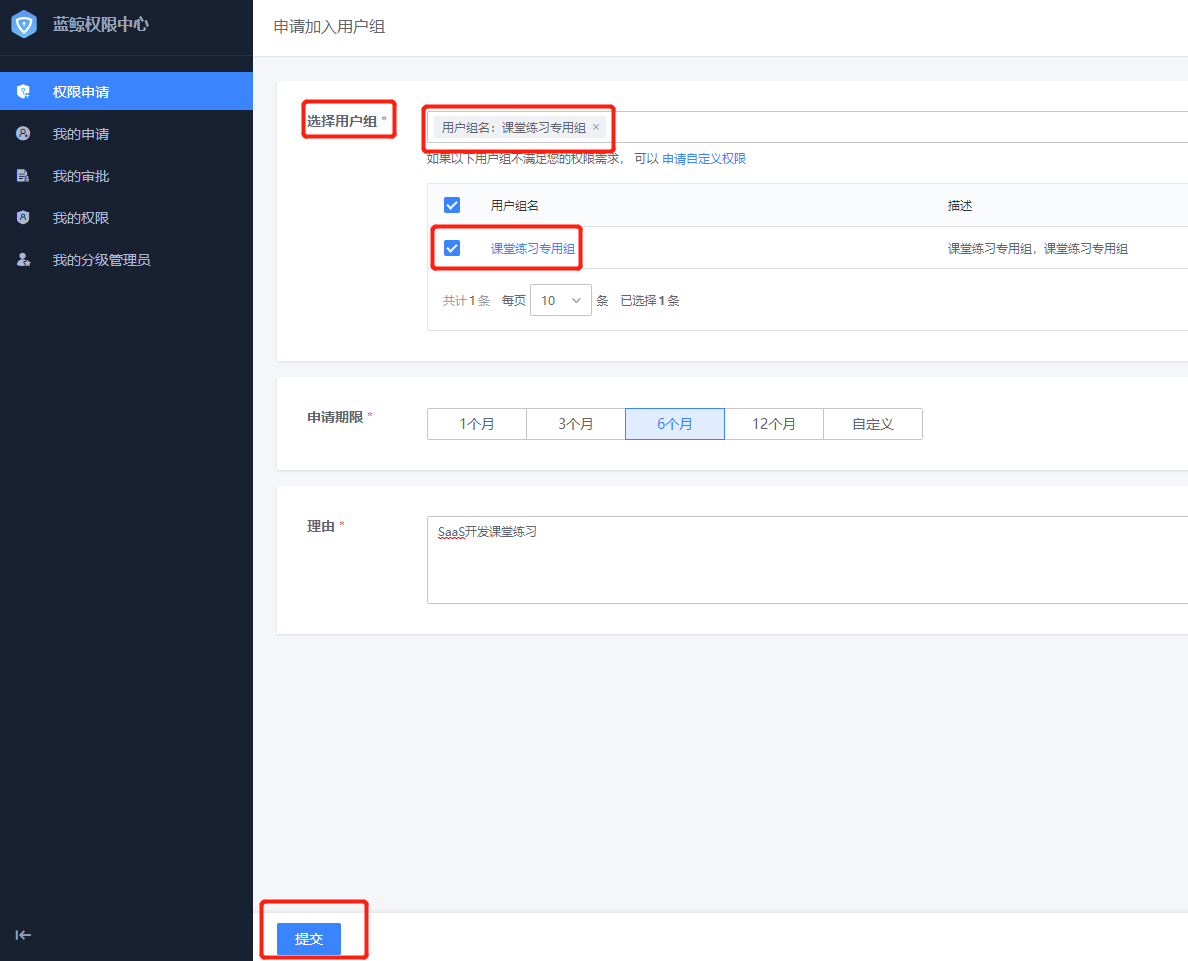 蓝鲸权限中心
申请加入用户组
权限申请
我的申请
我的审批
我的权限
我的分级管理员
选择用户组 *
用户组名：课堂练习专用组 ×
如果以下用户组不满足您的权限需求， 可以 申请自定义权限
用户组名 描述
课堂练习专用组 课堂练习专用组，课堂练习专用组
共计1条 每页 10 条 已选择1条
申请期限 *
1个月 3个月 6个月 12个月 自定义
理由 *
SaaS开发课堂练习
提交